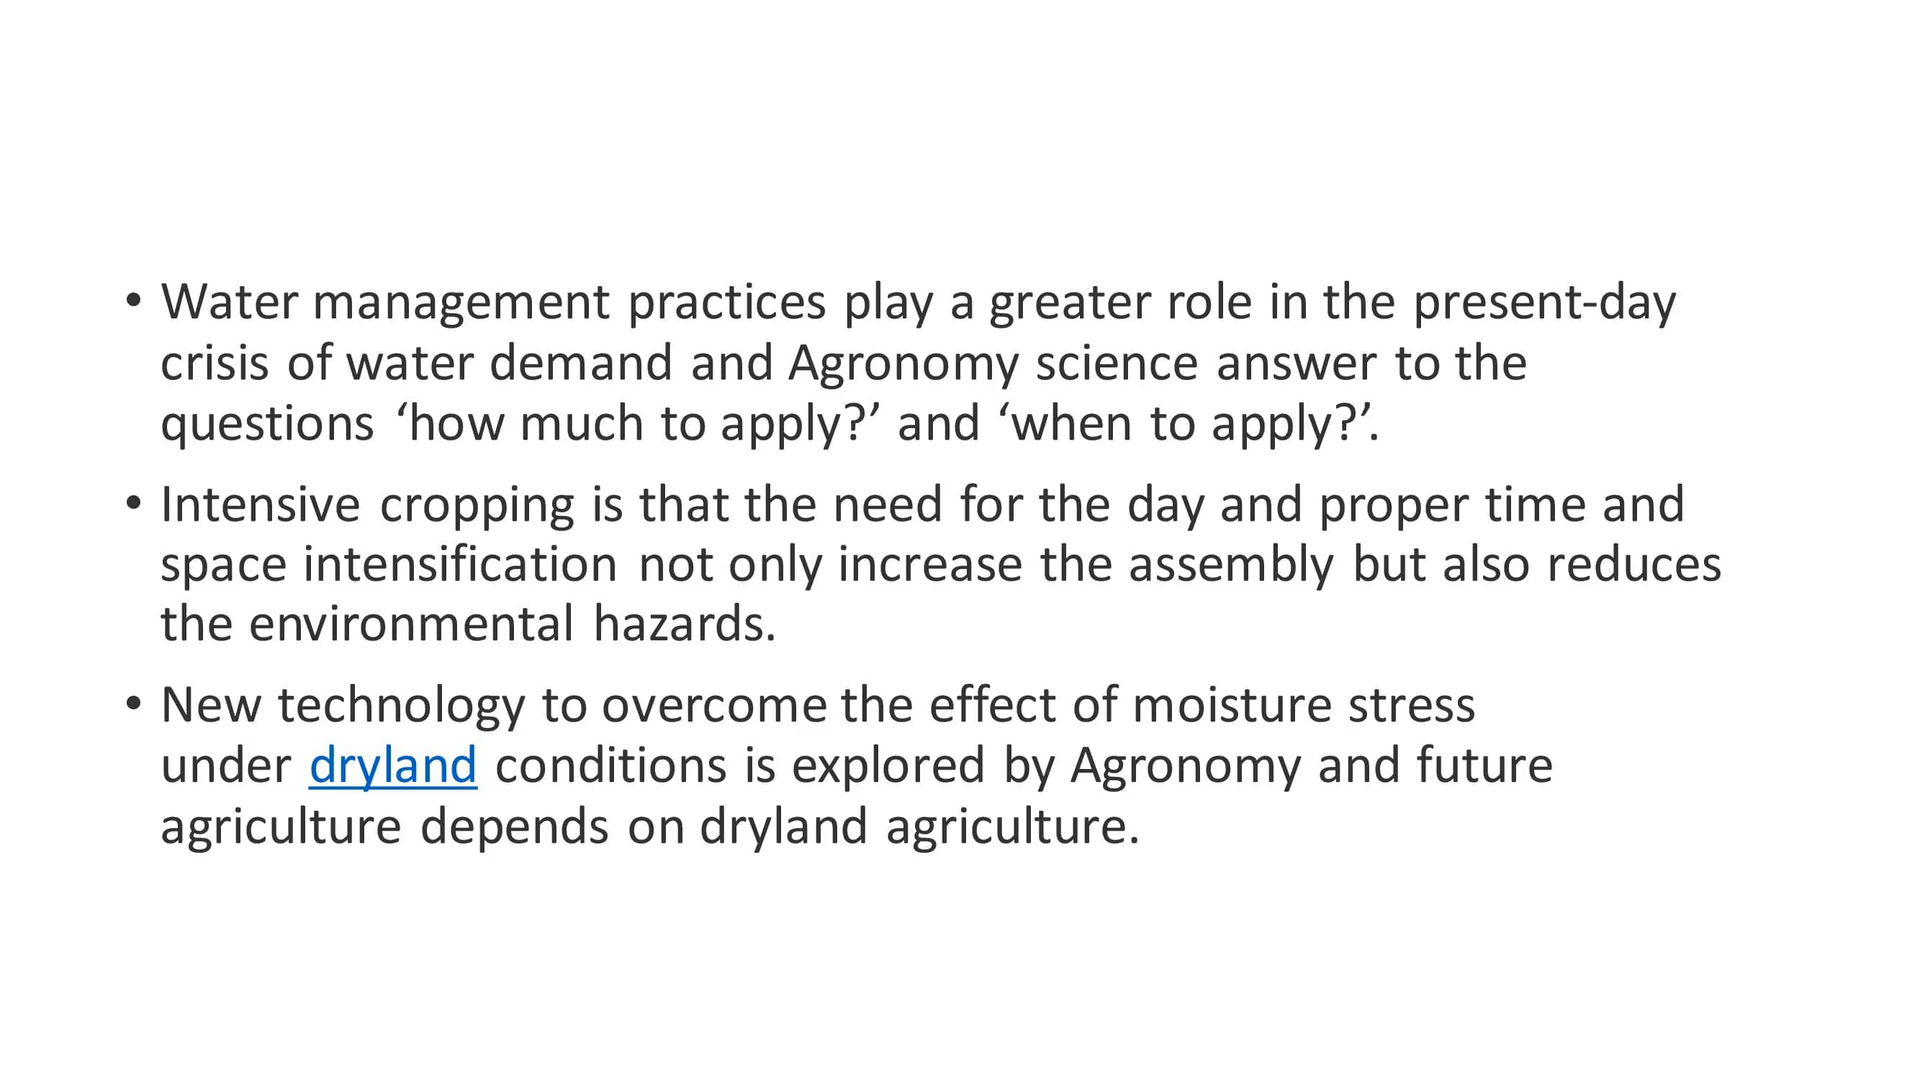 • Water management practices play a greater role in the present-day
crisis of water demand and Agronomy science answer to the
questions ‘how much to apply?’ and ‘when to apply?’.
• Intensive cropping is that the need for the day and proper time and
space intensification not only increase the assembly but also reduces
the environmental hazards.
• New technology to overcome the effect of moisture stress
under dryland conditions is explored by Agronomy and future
agriculture depends on dryland agriculture.